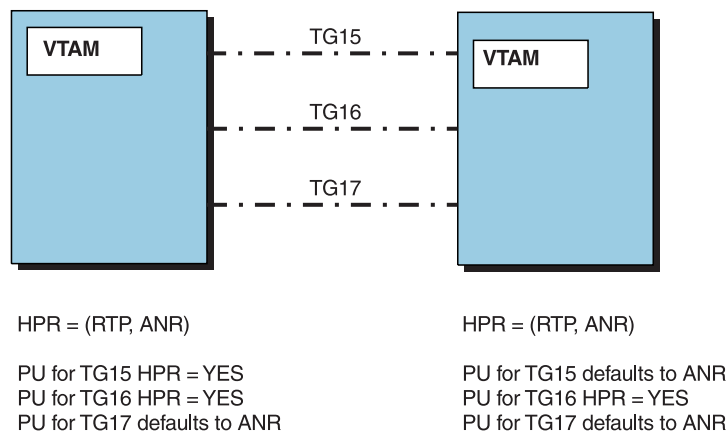 VTAM
TG15
VTAM
TG16
TG17
HPR = (RTP, ANR)
PU for TG15 HPR = YES
PU for TG16 HPR = YES
PU for TG17 defaults to ANR
HPR = (RTP, ANR)
PU for TG15 defaults to ANR
PU for TG16 HPR = YES
PU for TG17 defaults to ANR